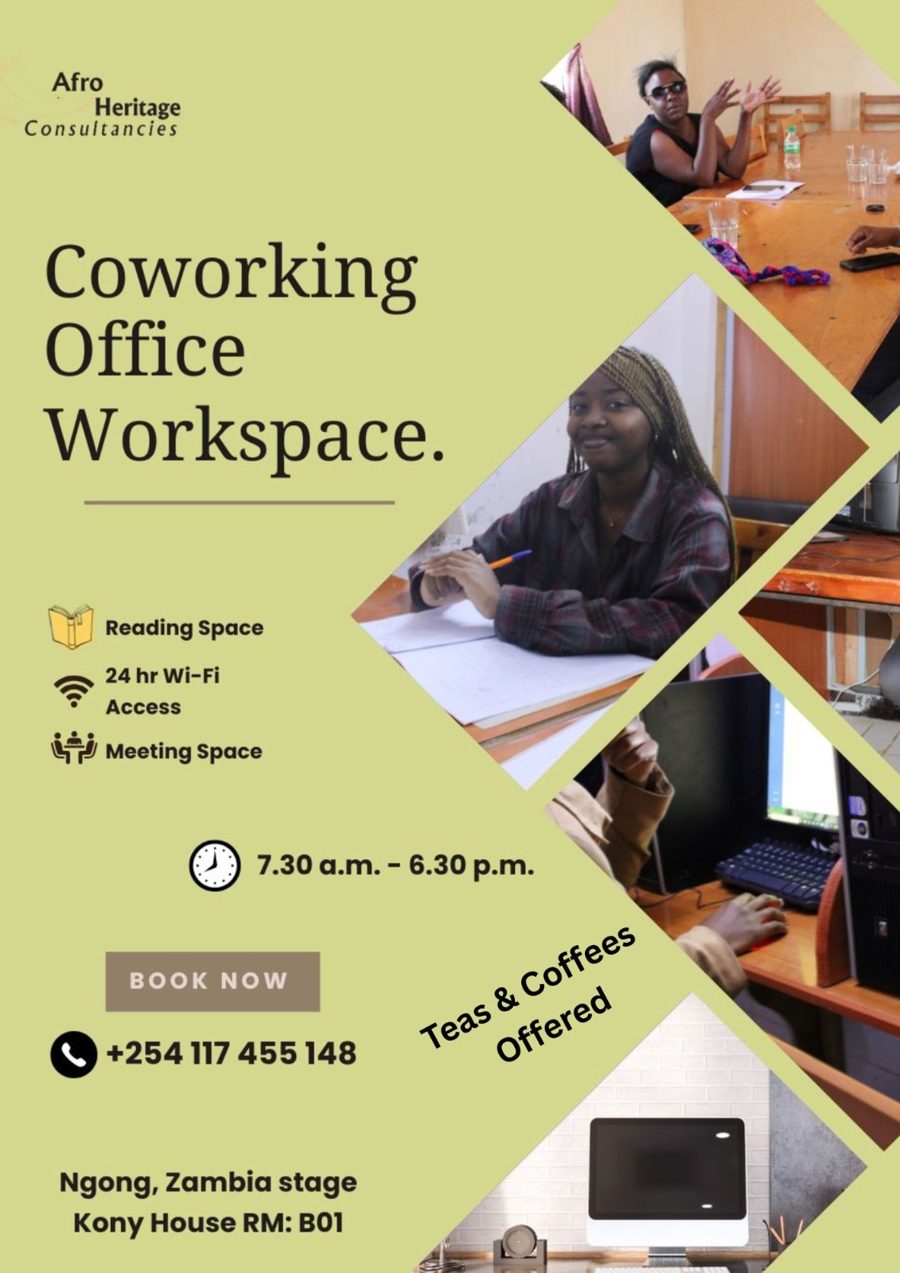 Afro
Heritage
Consultancies
Coworking
Office
Workspace.
Reading Space
24 hr Wi-Fi
Access
Meeting Space
7.30 a.m. - 6.30 p.m.
BOOK NOW
+254 117 455 148
Teas & Coffees
Offered
Ngong, Zambia stage
Kony House RM: B01